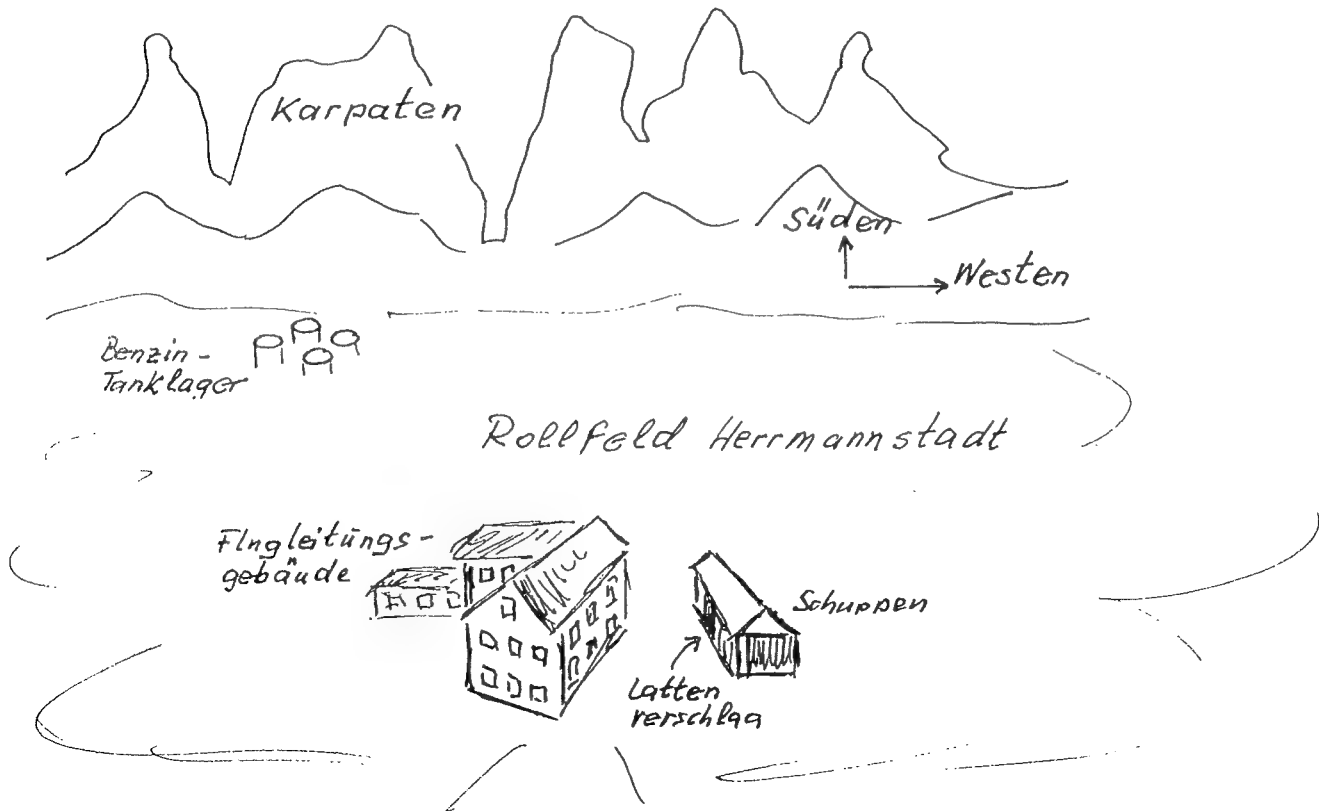 Karpaten
Süden
Westen
Benzin-
Tanklager
Rollfeld Herrmannstadt
Flugleitungs-
gebäude
Schuppen
Latten
verschlag